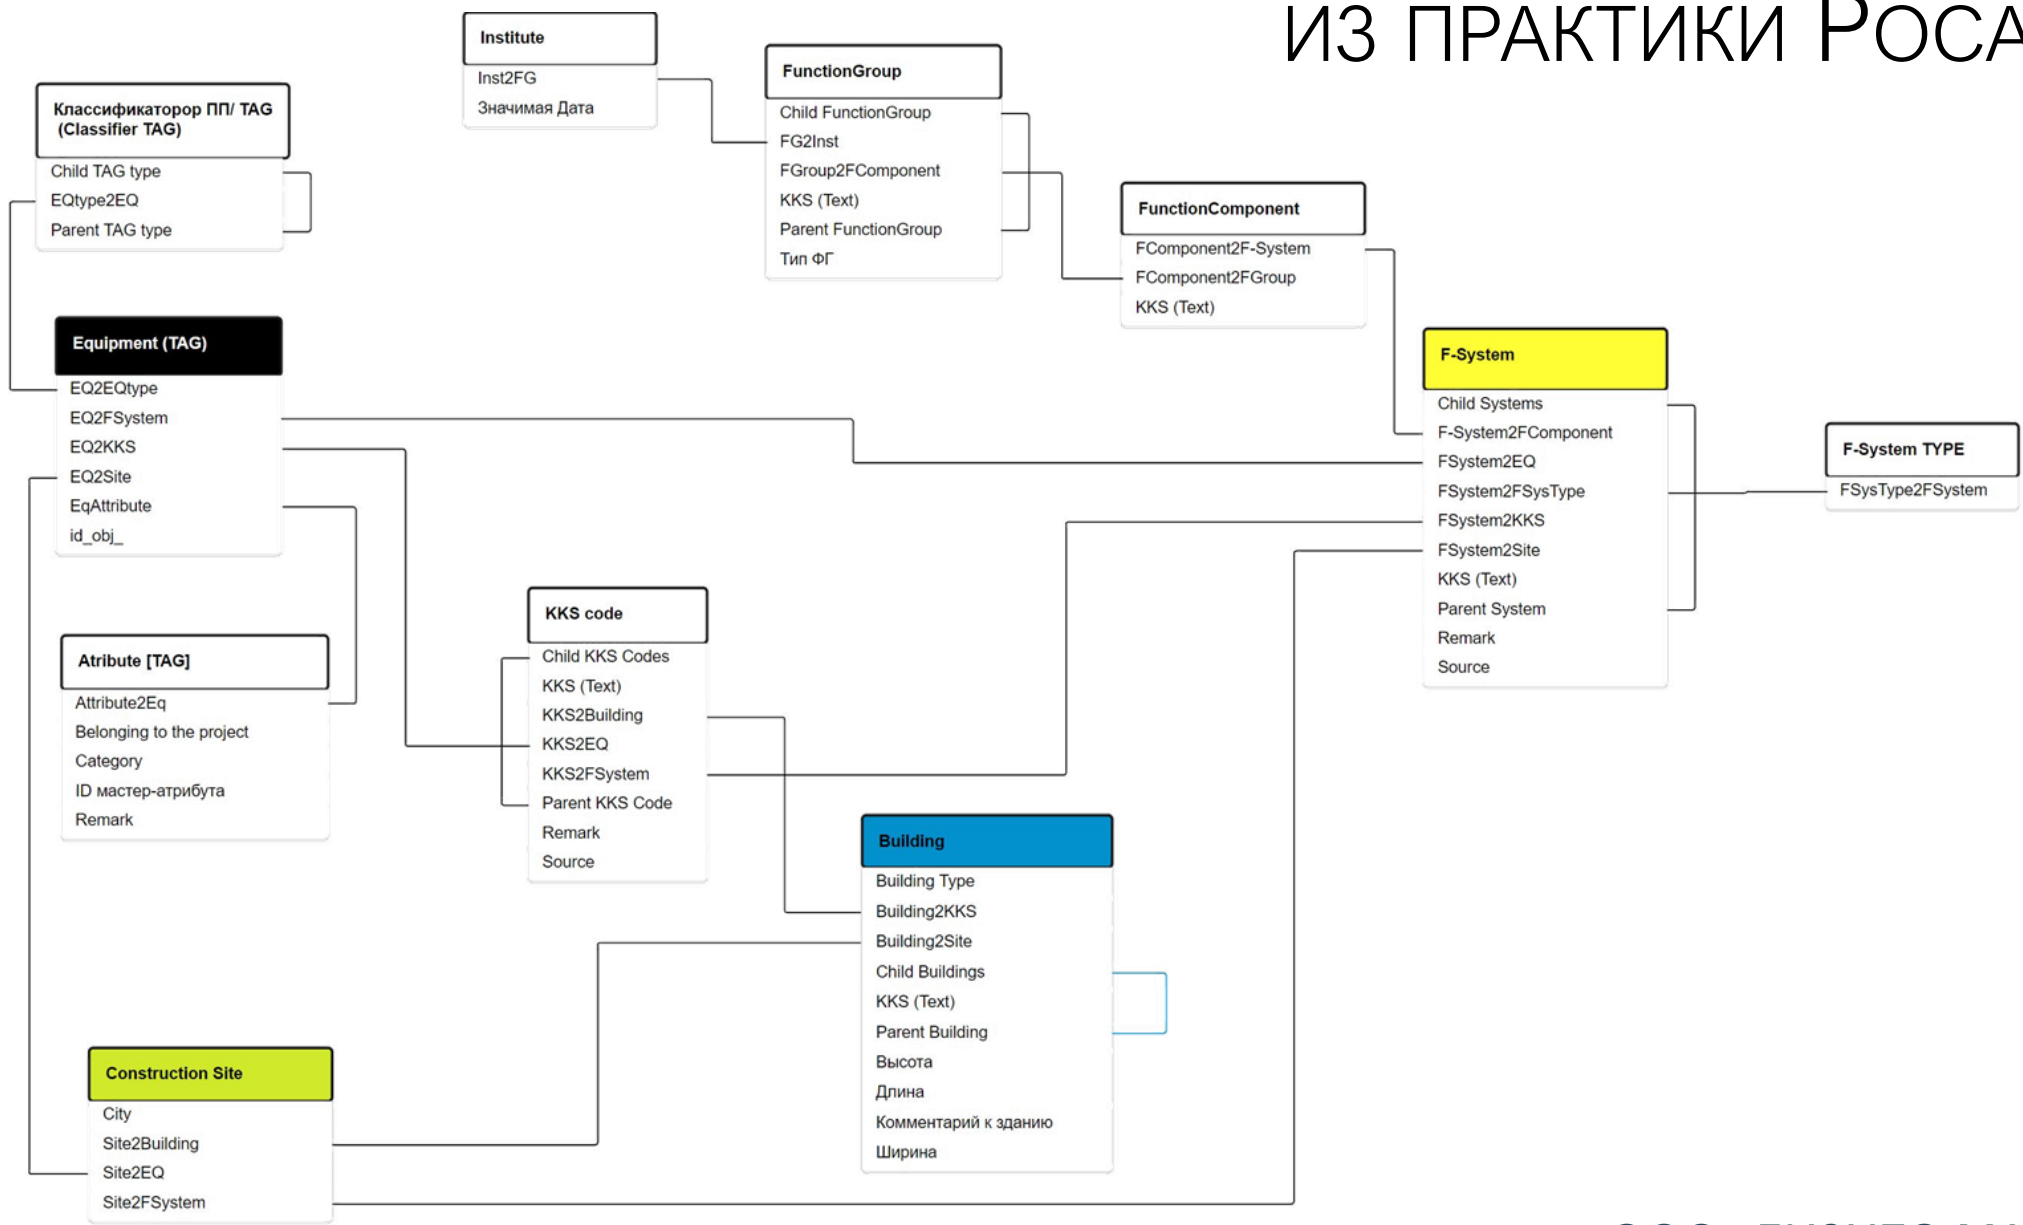 из практики Роса
Institute
Inst2FG
Значимая Дата
FunctionGroup
Child FunctionGroup
FG2Inst
FGroup2FComponent
KKS (Text)
Parent FunctionGroup
Тип ФГ
Классификаторор ПП/ TAG
(Classifier TAG)
Child TAG type
EQtype2EQ
Parent TAG type
FunctionComponent
FComponent2F-System
FComponent2FGroup
KKS (Text)
Equipment (TAG)
EQ2EQtype
EQ2FSystem
EQ2KKS
EQ2Site
EqAttribute
id_obj_
F-System
Child Systems
F-System2FComponent
FSystem2EQ
FSystem2FSysType
FSystem2KKS
FSystem2Site
KKS (Text)
Parent System
Remark
Source
F-System TYPE
FSysType2FSystem
KKS code
Child KKS Codes
KKS (Text)
KKS2Building
KKS2EQ
KKS2FSystem
Parent KKS Code
Remark
Source
Atribute [TAG]
Attribute2Eq
Belonging to the project
Category
ID мастер-атрибута
Remark
Building
Building Type
Building2KKS
Building2Site
Child Buildings
KKS (Text)
Parent Building
Высота
Длина
Комментарий к зданию
Ширина
Construction Site
City
Site2Building
Site2EQ
Site2FSystem